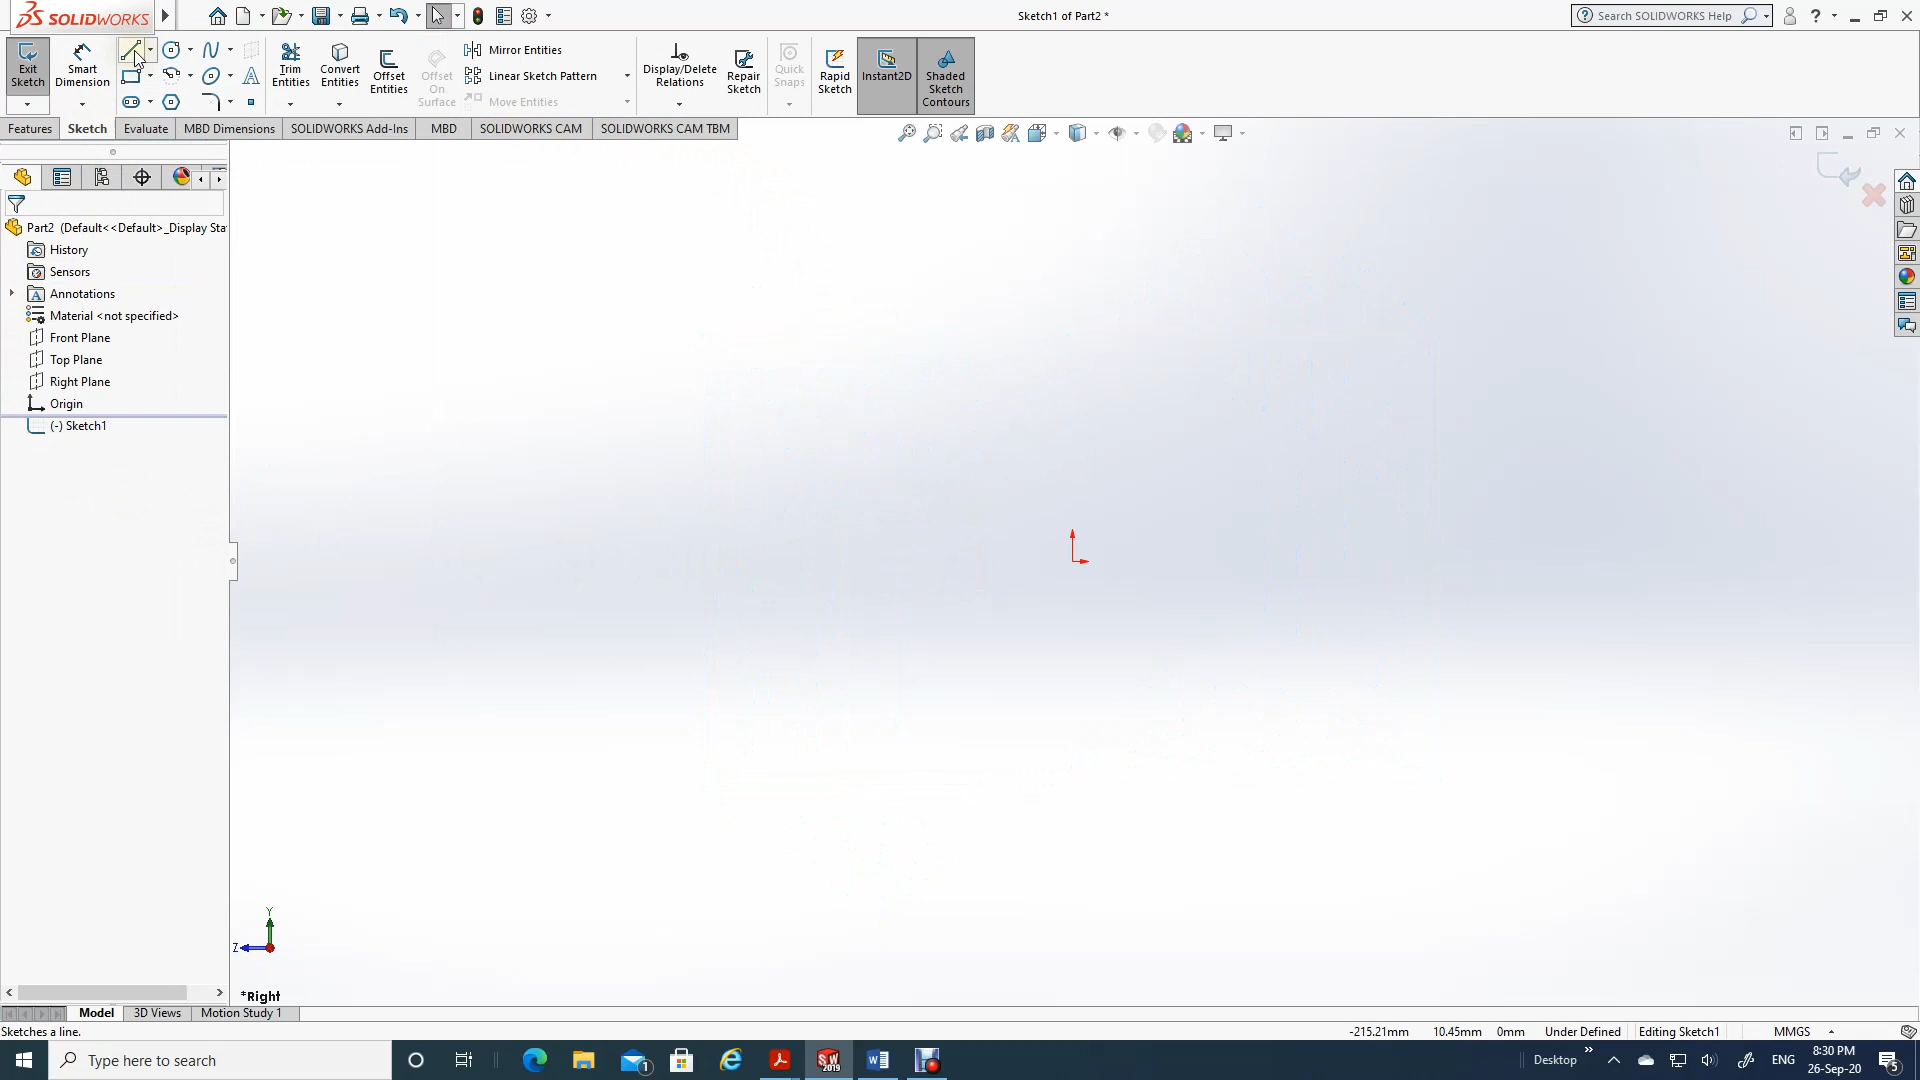 SOLIDWORKS
Sketch1 of Part2 *
Search SOLIDWORKS Help
Exit Sketch
Smart Dimension
Trim Entities
Convert Entities
Offset Entities
Offset On Surface
Mirror Entities
Linear Sketch Pattern
Move Entities
Display/Delete Relations
Repair Sketch
Quick Snaps
Rapid Sketch
Instant2D
Shaded Sketch Contours
Features
Sketch
Evaluate
MBD Dimensions
SOLIDWORKS Add-Ins
MBD
SOLIDWORKS CAM
SOLIDWORKS CAM TBM
Part2 (Default<<Default>_Display Sta
History
Sensors
Annotations
Material <not specified>
Front Plane
Top Plane
Right Plane
Origin
(-) Sketch1
Y
Z
*Right
Model
3D Views
Motion Study 1
Sketches a line.
-215.21mm
10.45mm
0mm
Under Defined
Editing Sketch1
MMGS
Type here to search
1
SW
2019
Desktop
ENG
8:30 PM
26-Sep-20
5